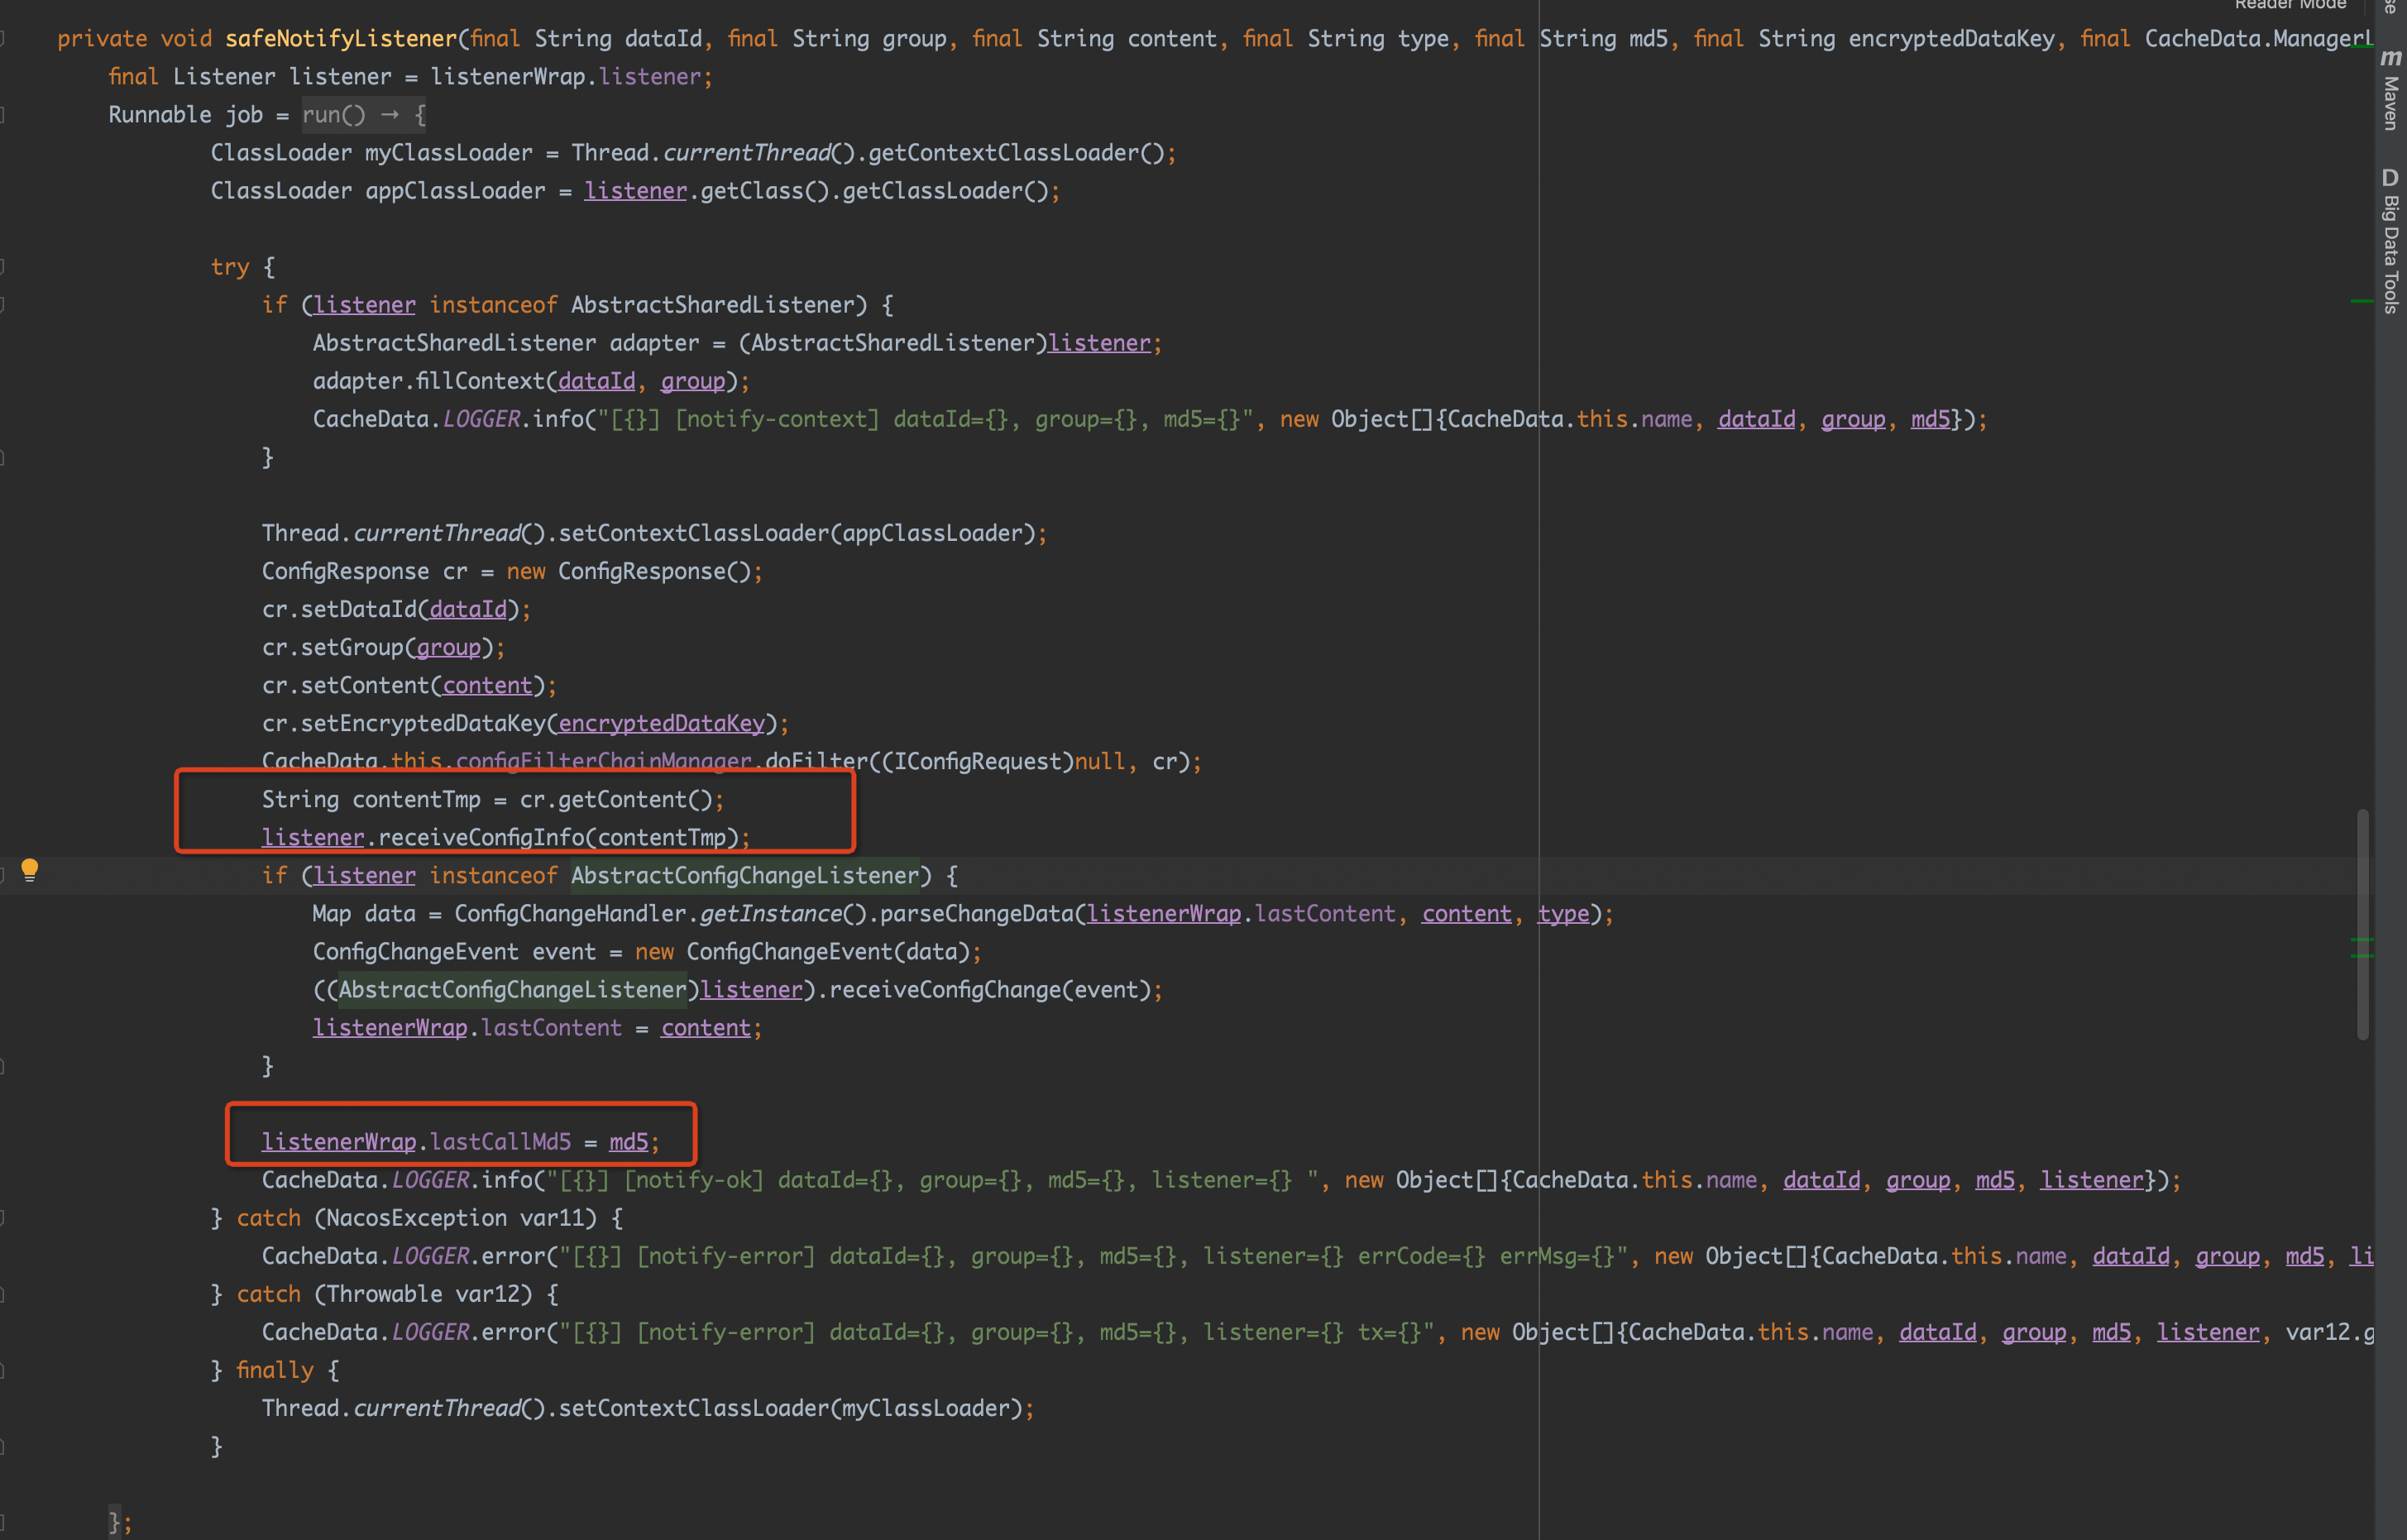 Reader Mode
private void safeNotifyListener(final String dataId, final String group, final String content, final String type, final String md5, final String encryptedDataKey, final CacheData.ManagerL
final Listener listener = listenerWrap.listener;
Runnable job = run() → {
ClassLoader myClassLoader = Thread.currentThread().getContextClassLoader();
ClassLoader appClassLoader = listener.getClass().getClassLoader();
try {
if (listener instanceof AbstractSharedListener) {
AbstractSharedListener adapter = (AbstractSharedListener)listener;
adapter.fillContext(dataId, group);
CacheData.LOGGER.info("[{}] [notify-context] dataId={}, group={}, md5={}", new Object[]{CacheData.this.name, dataId, group, md5});
}
Thread.currentThread().setContextClassLoader(appClassLoader);
ConfigResponse cr = new ConfigResponse();
cr.setDataId(dataId);
cr.setGroup(group);
cr.setContent(content);
cr.setEncryptedDataKey(encryptedDataKey);
CacheData.this.configFilterChainManager.doFilter((IConfigRequest)null, cr);
String contentTmp = cr.getContent();
listener.receiveConfigInfo(contentTmp);
if (listener instanceof AbstractConfigChangeListener) {
Map data = ConfigChangeHandler.getInstance().parseChangeData(listenerWrap.lastContent, content, type);
ConfigChangeEvent event = new ConfigChangeEvent(data);
((AbstractConfigChangeListener)listener).receiveConfigChange(event);
listenerWrap.lastContent = content;
}
listenerWrap.lastCallMd5 = md5;
CacheData.LOGGER.info("[{}] [notify-ok] dataId={}, group={}, md5={}, listener={} ", new Object[]{CacheData.this.name, dataId, group, md5, listener});
} catch (NacosException var11) {
CacheData.LOGGER.error("[{}] [notify-error] dataId={}, group={}, md5={}, listener={} errCode={} errMsg={}", new Object[]{CacheData.this.name, dataId, group, md5, li
} catch (Throwable var12) {
CacheData.LOGGER.error("[{}] [notify-error] dataId={}, group={}, md5={}, listener={} tx={}", new Object[]{CacheData.this.name, dataId, group, md5, listener, var12.g
} finally {
Thread.currentThread().setContextClassLoader(myClassLoader);
}
};
se
m Maven
D Big Data Tools